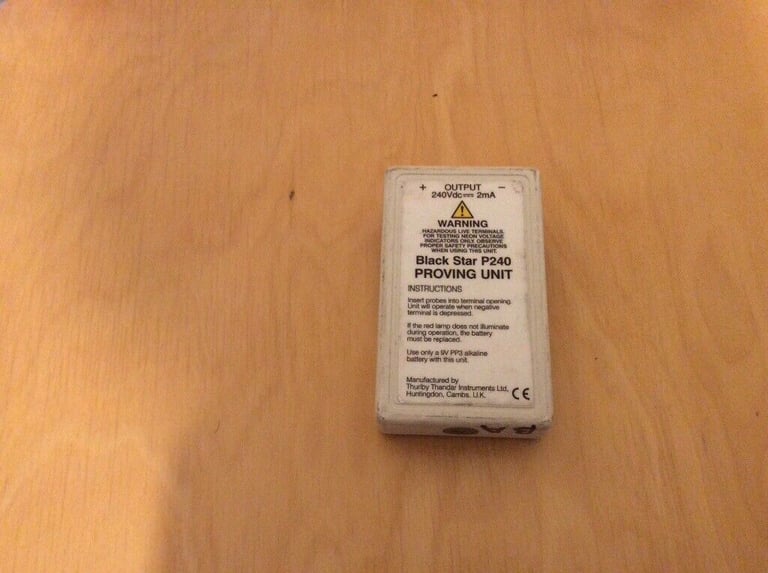 + OUTPUT −
240Vdc⎓ 2mA
WARNING
HAZARDOUS LIVE TERMINALS.
FOR TESTING NEON VOLTAGE
INDICATORS ONLY. OBSERVE
PROPER SAFETY PRECAUTIONS
WHEN USING THIS UNIT.
Black Star P240
PROVING UNIT
INSTRUCTIONS
Insert probes into terminal opening.
Unit will operate when negative
terminal is depressed.
If the red lamp does not illuminate
during operation, the battery
must be replaced.
Use only a 9V PP3 alkaline
battery with this unit.
Manufactured by
Thurlby Thandar Instruments Ltd,
Huntingdon, Cambs. U.K. CE